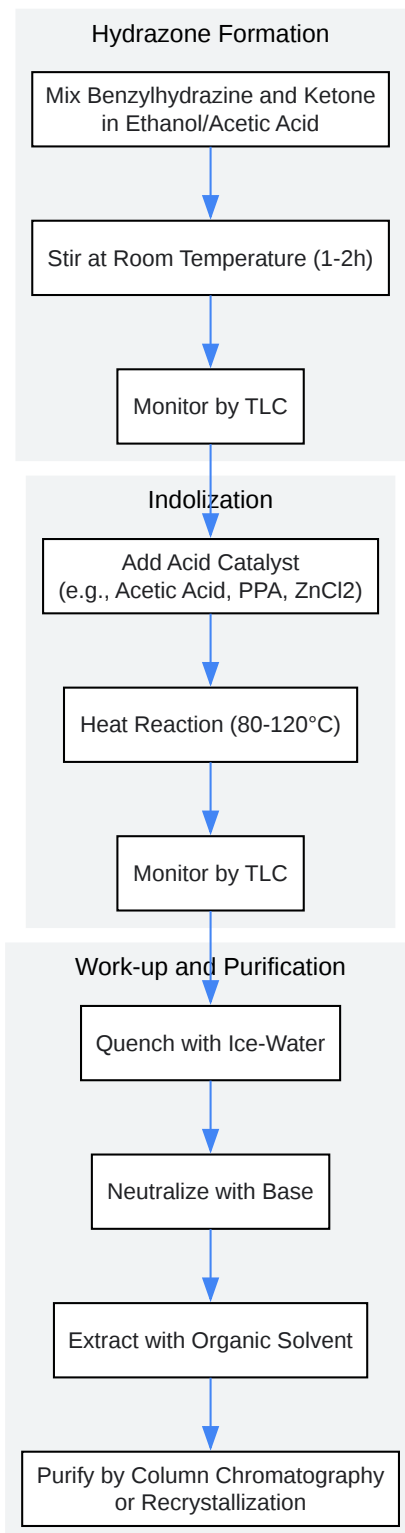 Hydrazone Formation
Mix Benzylhydrazine and Ketone
in Ethanol/Acetic Acid
Stir at Room Temperature (1-2h)
Monitor by TLC
Indolization
Add Acid Catalyst
(e.g., Acetic Acid, PPA, ZnCl2)
Heat Reaction (80-120°C)
Monitor by TLC
Work-up and Purification
Quench with Ice-Water
Neutralize with Base
Extract with Organic Solvent
Purify by Column Chromatography
or Recrystallization